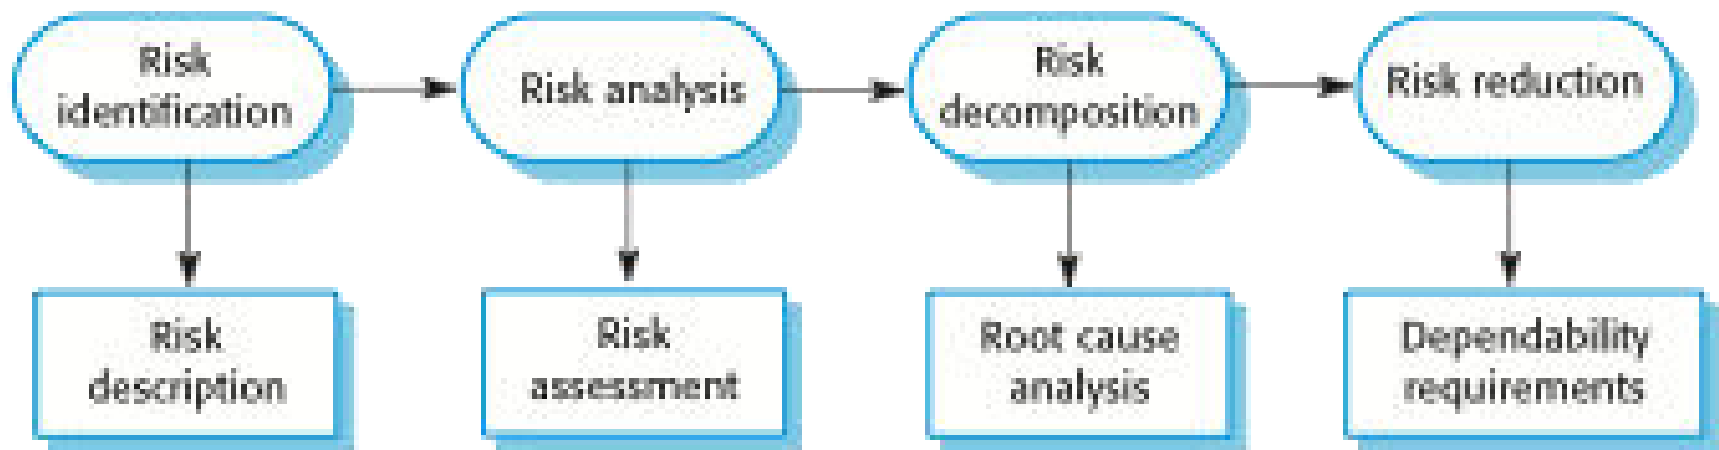 Risk
identification
Risk analysis
Risk
decomposition
Risk reduction
Risk
description
Risk
assessment
Root cause
analysis
Dependability
requirements